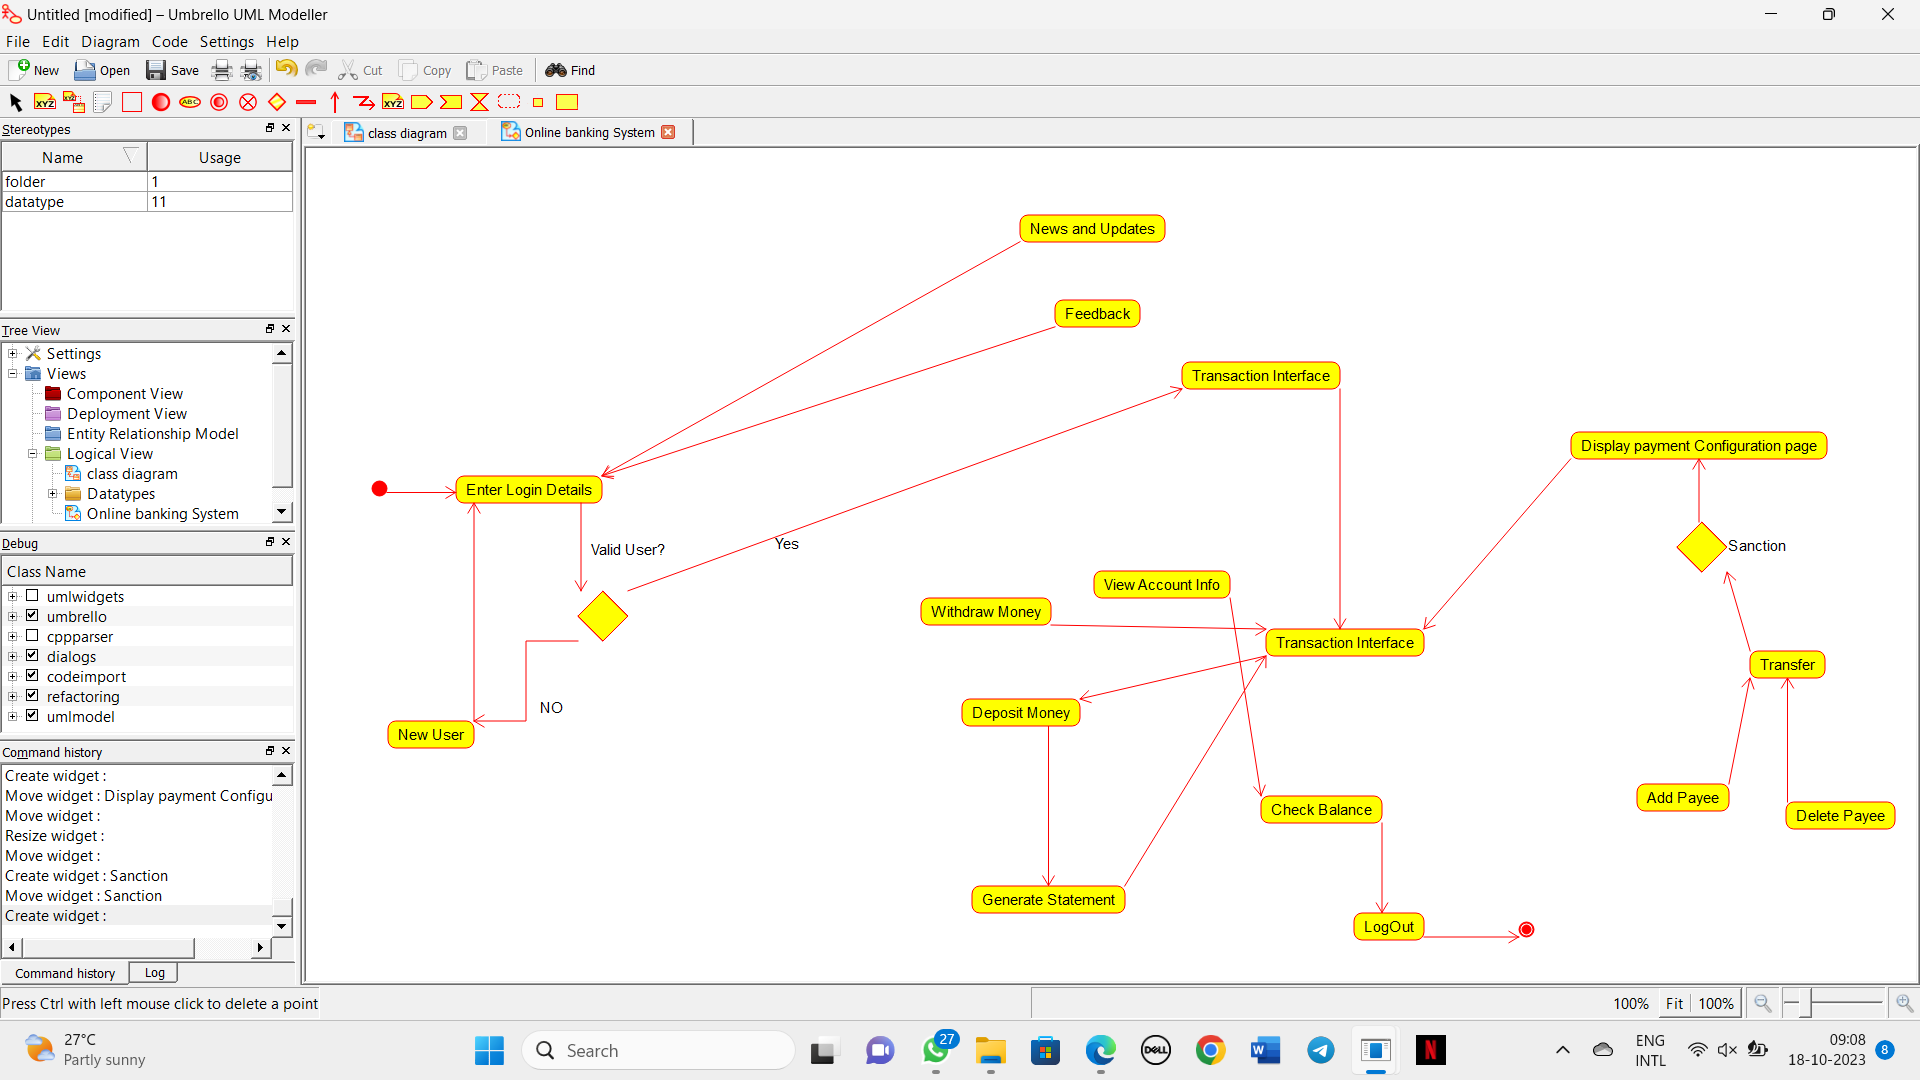 Untitled [modified] – Umbrello UML Modeller
File Edit Diagram Code Settings Help
New Open Save Cut Copy Paste Find
XYZ XYZ ABC XYZ
Stereotypes
Name Usage
folder 1
datatype 11
Tree View
Settings
Views
Component View
Deployment View
Entity Relationship Model
Logical View
class diagram
Datatypes
Online banking System
Debug
Class Name
umlwidgets
umbrello
cppparser
dialogs
codeimport
refactoring
umlmodel
Command history
Create widget :
Move widget : Display payment Configu
Move widget :
Resize widget :
Move widget :
Create widget : Sanction
Move widget : Sanction
Create widget :
Command history Log
Press Ctrl with left mouse click to delete a point
class diagram Online banking System
News and Updates
Feedback
Transaction Interface
Display payment Configuration page
Enter Login Details
Valid User?
Yes
Sanction
View Account Info
Withdraw Money
Transaction Interface
Transfer
NO
Deposit Money
New User
Add Payee
Check Balance
Delete Payee
Generate Statement
LogOut
100% Fit 100%
27°C
Partly sunny
Search
27
DELL
W
N
ENG
INTL
09:08
18-10-2023
8